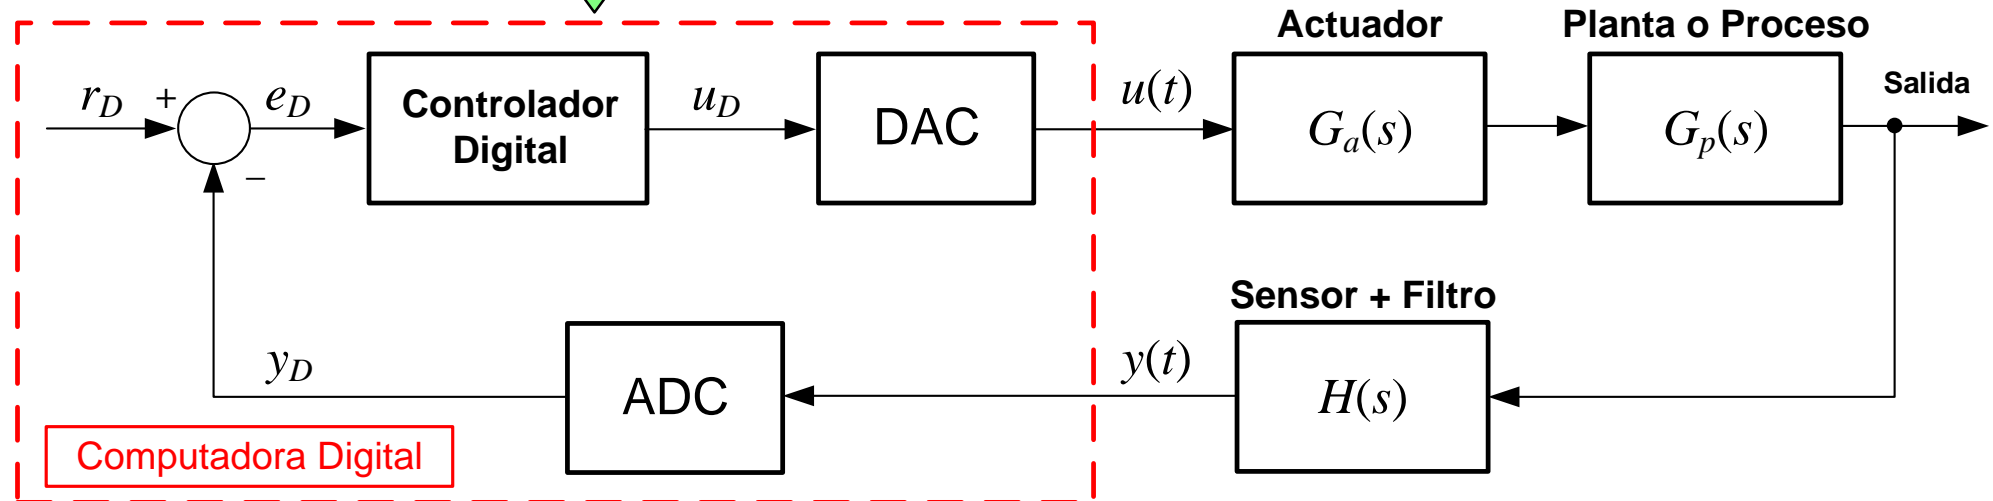 Actuador
Planta o Proceso
r_D
+
e_D
Controlador
Digital
u_D
DAC
u(t)
G_a(s)
G_p(s)
Salida
−
Sensor + Filtro
y_D
ADC
y(t)
H(s)
Computadora Digital